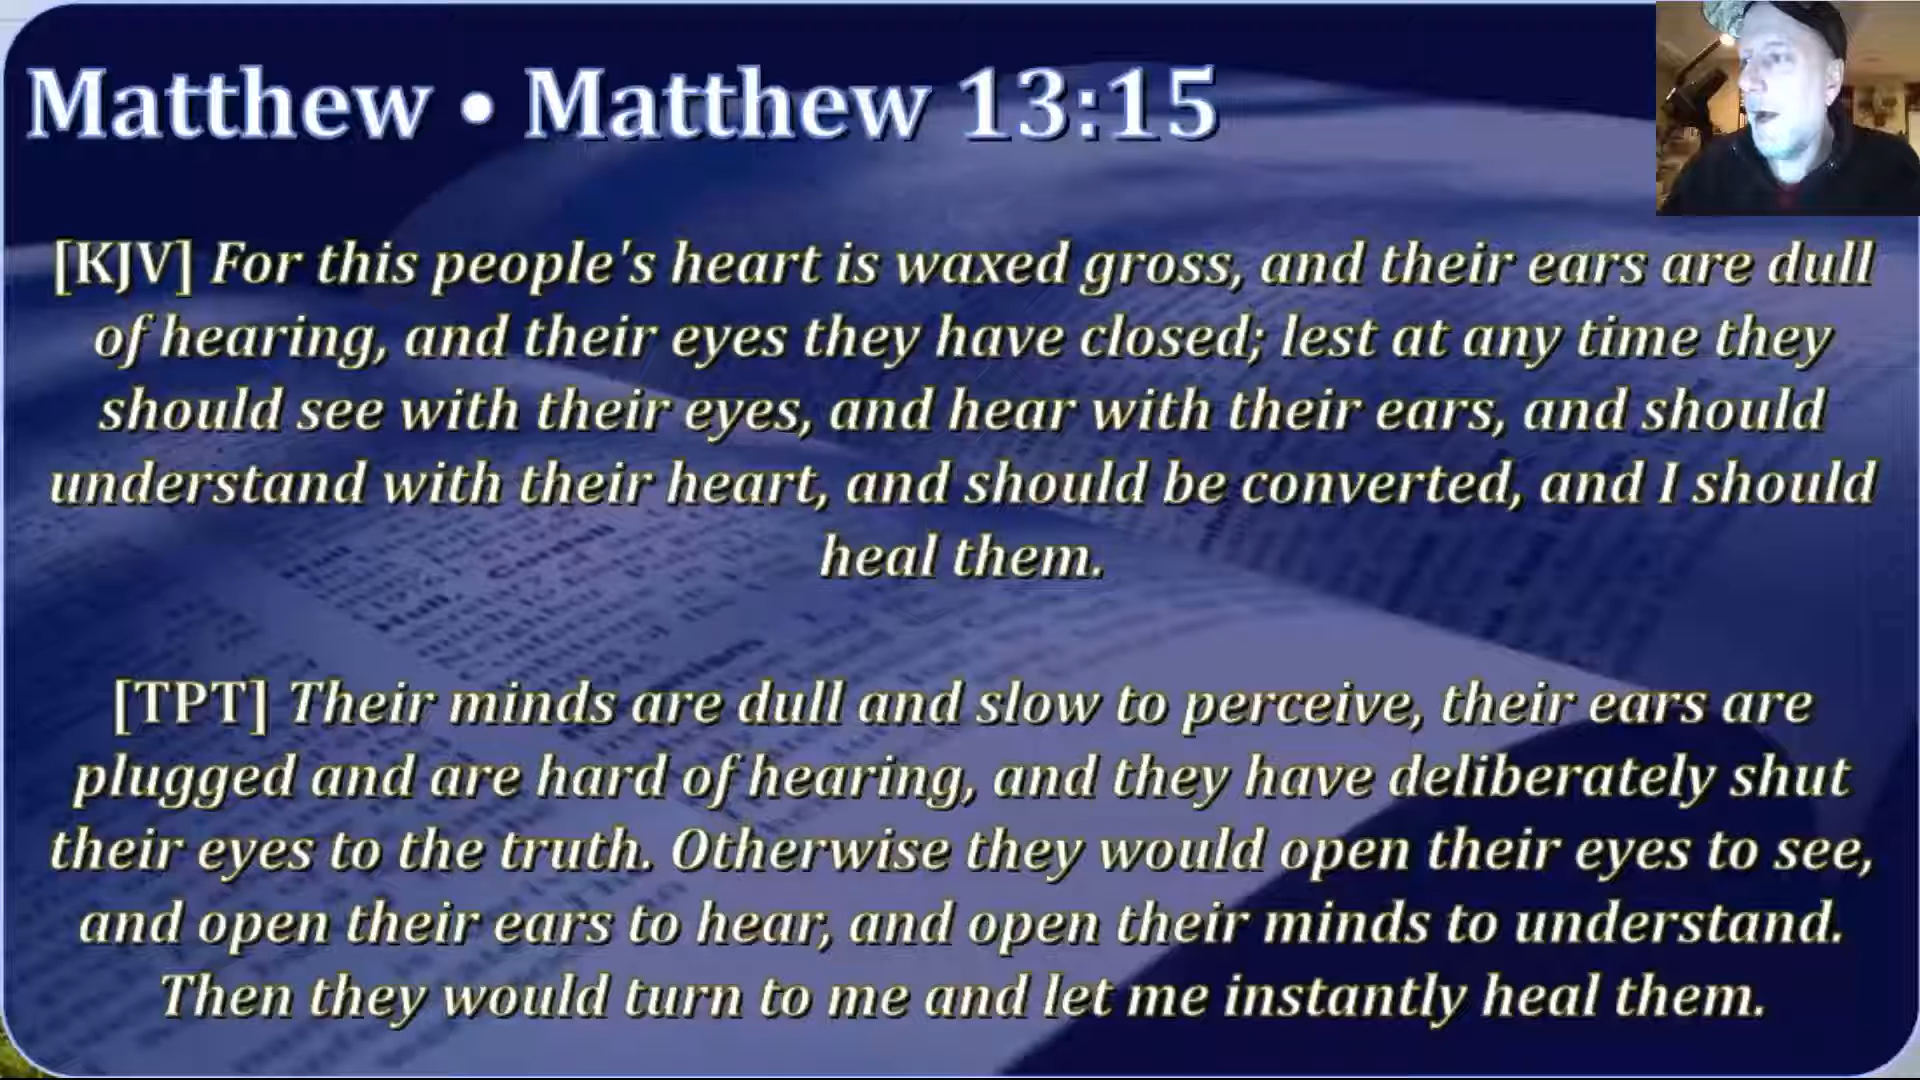 Matthew • Matthew 13:15
[KJV] For this people's heart is waxed gross, and their ears are dull
of hearing, and their eyes they have closed; lest at any time they
should see with their eyes, and hear with their ears, and should
understand with their heart, and should be converted, and I should
heal them.
[TPT] Their minds are dull and slow to perceive, their ears are
plugged and are hard of hearing, and they have deliberately shut
their eyes to the truth. Otherwise they would open their eyes to see,
and open their ears to hear, and open their minds to understand.
Then they would turn to me and let me instantly heal them.